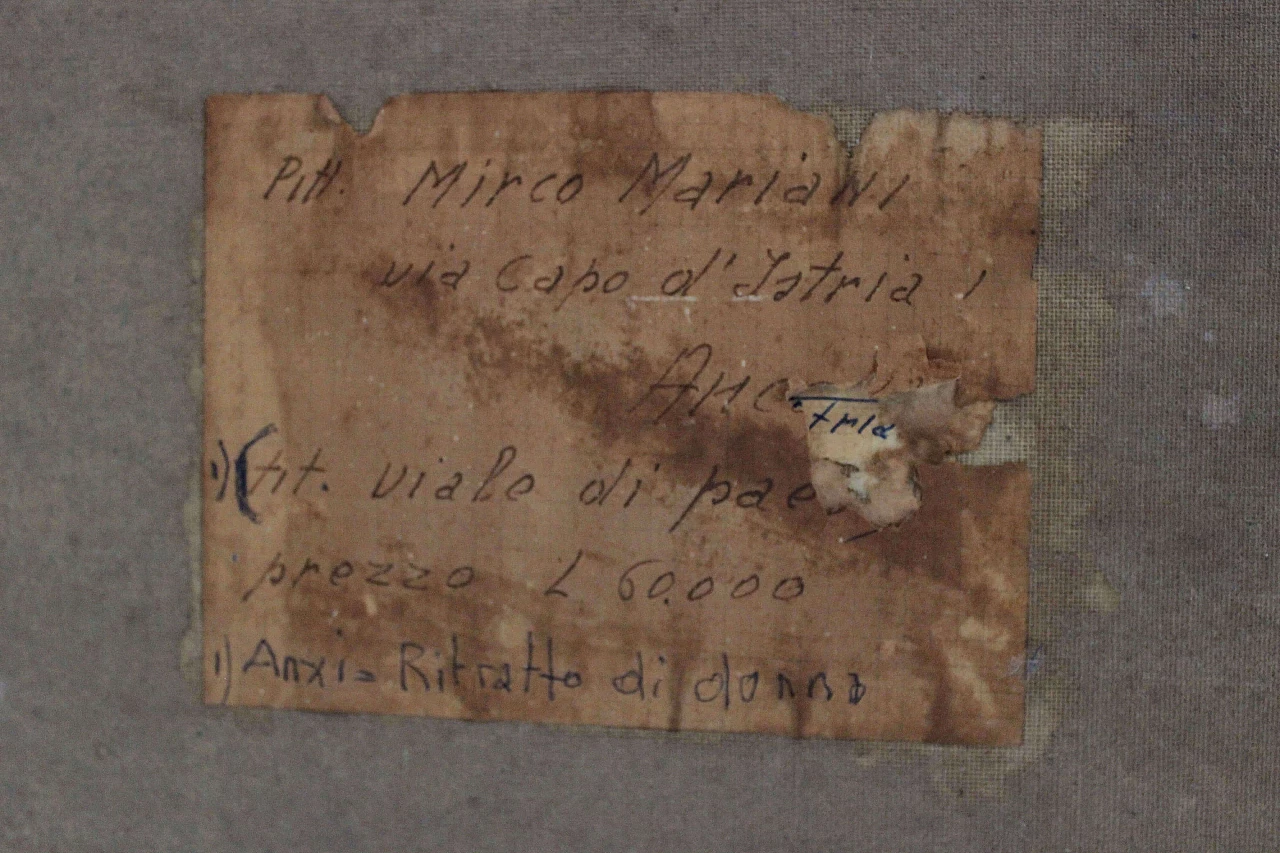 Pitt. Mirco Mariani
via Capo d'Istria 1
Anc
tria
1) tit. viale di pae
prezzo L 60.000
1) Anxi= Ritratto di donna